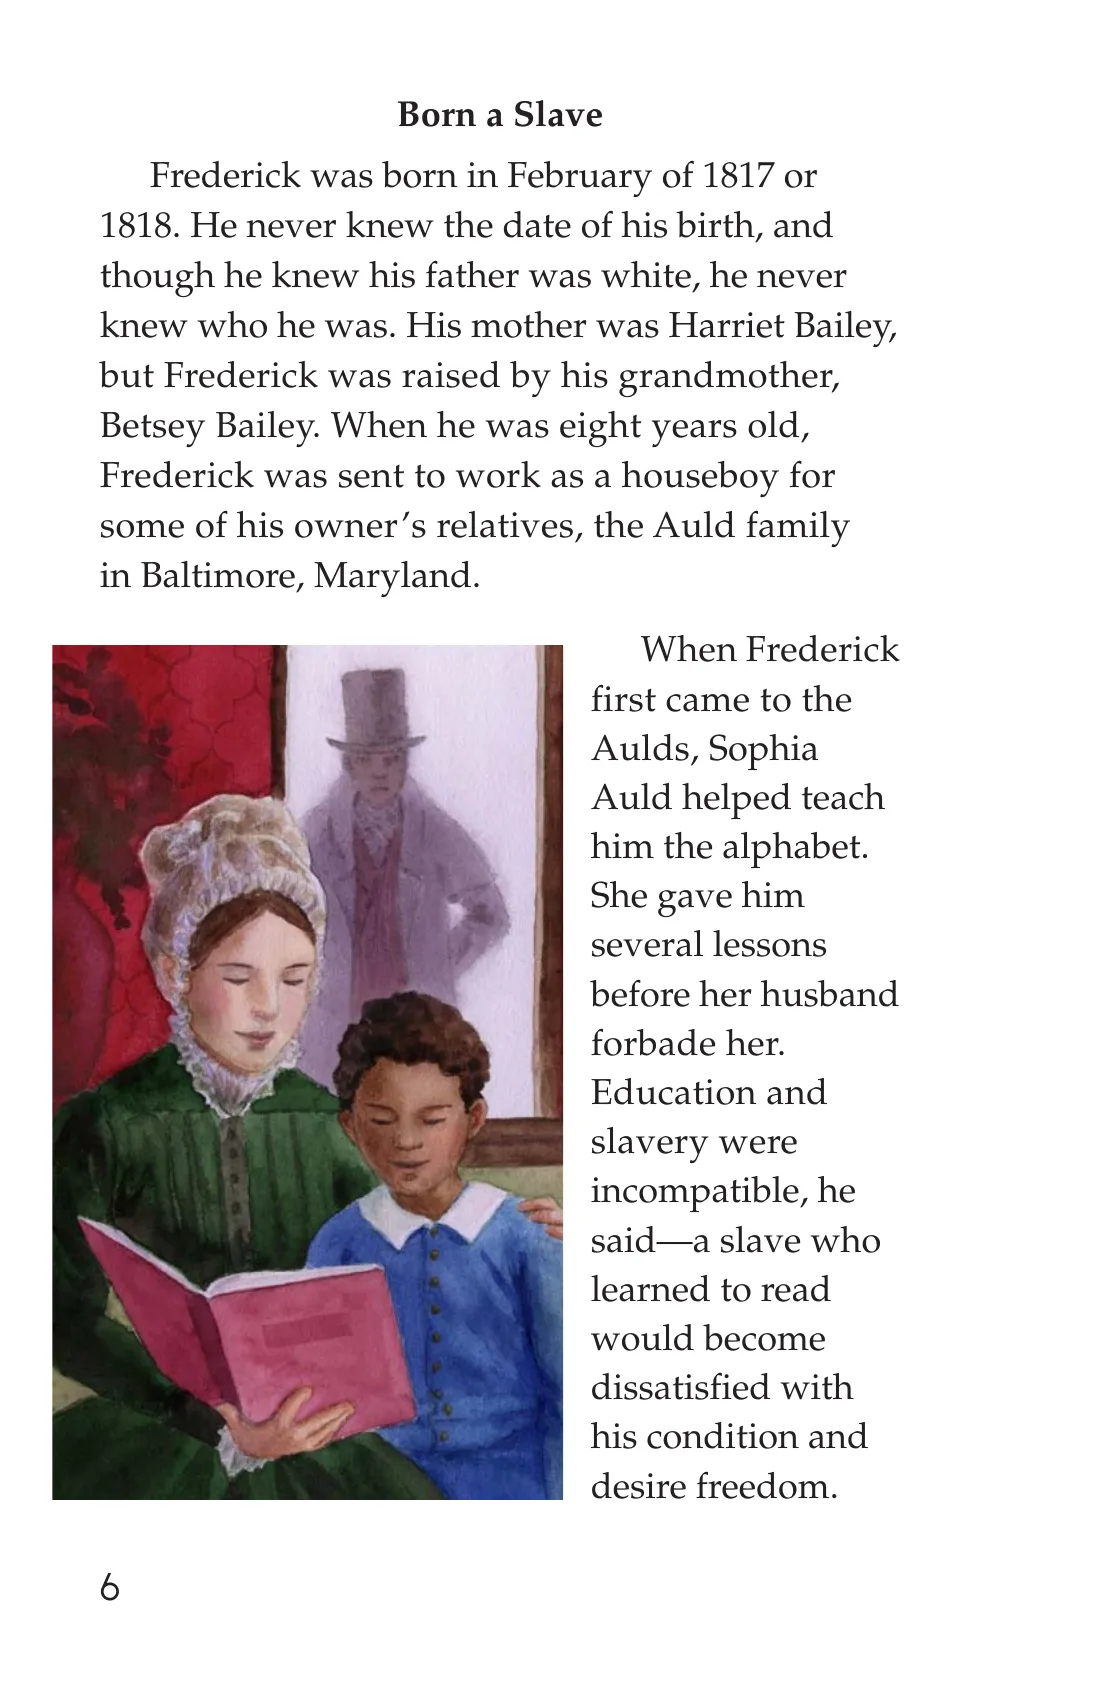 Born a Slave
Frederick was born in February of 1817 or
1818. He never knew the date of his birth, and
though he knew his father was white, he never
knew who he was. His mother was Harriet Bailey,
but Frederick was raised by his grandmother,
Betsey Bailey. When he was eight years old,
Frederick was sent to work as a houseboy for
some of his owner’s relatives, the Auld family
in Baltimore, Maryland.
When Frederick
first came to the
Aulds, Sophia
Auld helped teach
him the alphabet.
She gave him
several lessons
before her husband
forbade her.
Education and
slavery were
incompatible, he
said—a slave who
learned to read
would become
dissatisfied with
his condition and
desire freedom.
6